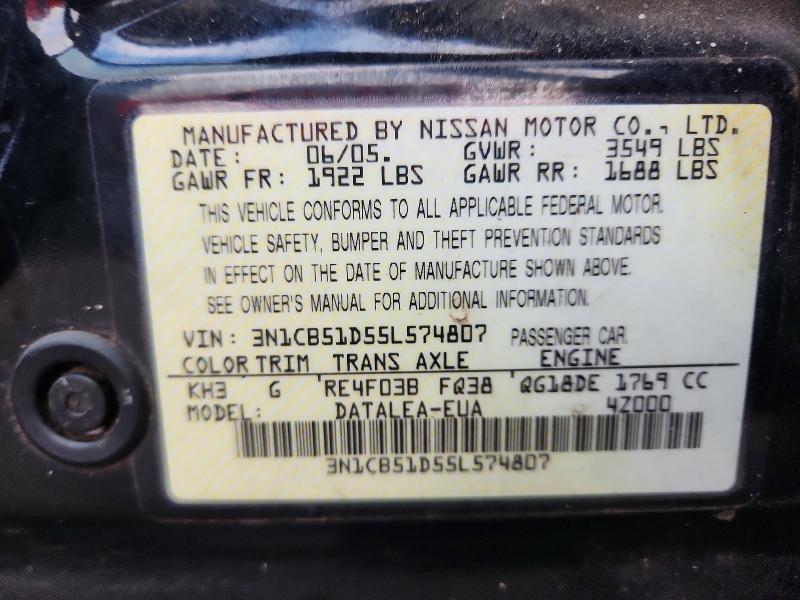 MANUFACTURED BY NISSAN MOTOR CO., LTD.
DATE: 06/05. GVWR: 3549 LBS
GAWR FR: 1922 LBS GAWR RR: 1688 LBS
THIS VEHICLE CONFORMS TO ALL APPLICABLE FEDERAL MOTOR.
VEHICLE SAFETY, BUMPER AND THEFT PREVENTION STANDARDS
IN EFFECT ON THE DATE OF MANUFACTURE SHOWN ABOVE.
SEE OWNER'S MANUAL FOR ADDITIONAL INFORMATION.
VIN: 3N1CB51D55L574807 PASSENGER CAR.
COLOR TRIM TRANS AXLE ENGINE
KH3 G RE4F03B FQ38 QG18DE 1769 CC
MODEL: DATALEA-EUA 4Z000
3N1CB51D55L574807